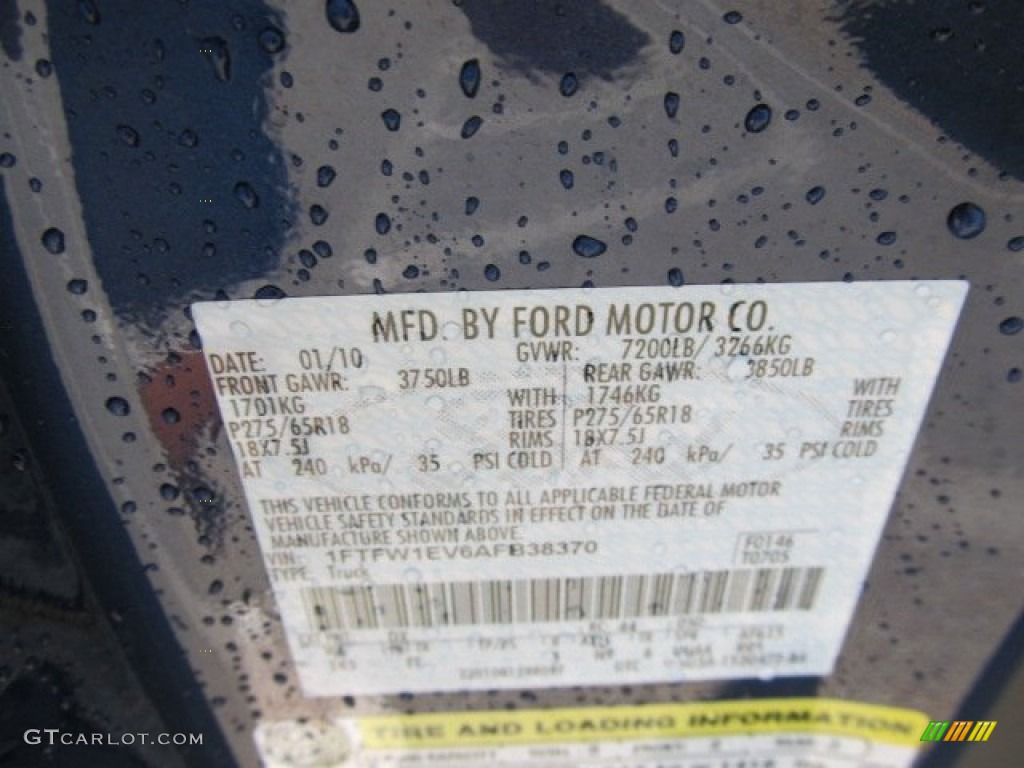 MFD. BY FORD MOTOR CO.
DATE: 01/10 GVWR: 7200LB/ 3266KG
FRONT GAWR: 3750LB REAR GAWR: 3850LB
1701KG WITH 1746KG WITH
P275/65R18 TIRES P275/65R18 TIRES
18X7.5J RIMS 18X7.5J RIMS
AT 240 kPa/ 35 PSI COLD AT 240 kPa/ 35 PSI COLD
THIS VEHICLE CONFORMS TO ALL APPLICABLE FEDERAL MOTOR
VEHICLE SAFETY STANDARDS IN EFFECT ON THE DATE OF
MANUFACTURE SHOWN ABOVE.
VIN: 1FTFW1EV6AFB38370 F0146
TYPE: Truck T0705
TIRE AND LOADING INFORMATION
GTCARLOT.COM